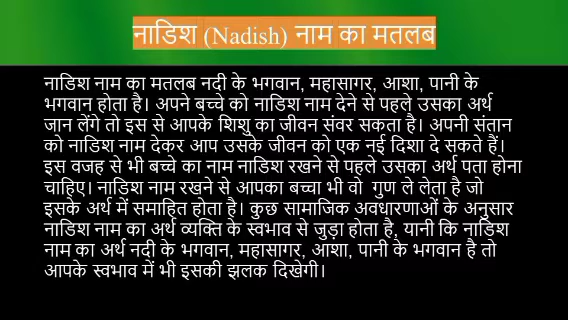 नाडिश (Nadish) नाम का मतलब
नाडिश नाम का मतलब नदी के भगवान, महासागर, आशा, पानी के
भगवान होता है। अपने बच्चे को नाडिश नाम देने से पहले उसका अर्थ
जान लेंगे तो इस से आपके शिशु का जीवन संवर सकता है। अपनी संतान
को नाडिश नाम देकर आप उसके जीवन को एक नई दिशा दे सकते हैं।
इस वजह से भी बच्चे का नाम नाडिश रखने से पहले उसका अर्थ पता होना
चाहिए। नाडिश नाम रखने से आपका बच्चा भी वो गुण ले लेता है जो
इसके अर्थ में समाहित होता है। कुछ सामाजिक अवधारणाओं के अनुसार
नाडिश नाम का अर्थ व्यक्ति के स्वभाव से जुड़ा होता है, यानी कि नाडिश
नाम का अर्थ नदी के भगवान, महासागर, आशा, पानी के भगवान है तो
आपके स्वभाव में भी इसकी झलक दिखेगी।